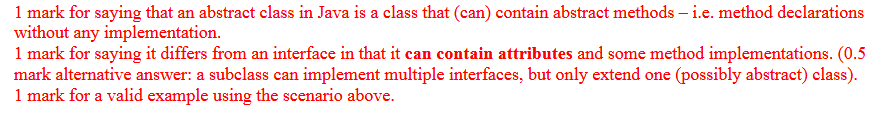 1 mark for saying that an abstract class in Java is a class that (can) contain abstract methods – i.e. method declarations
without any implementation.
1 mark for saying it differs from an interface in that it can contain attributes and some method implementations. (0.5
mark alternative answer: a subclass can implement multiple interfaces, but only extend one (possibly abstract) class).
1 mark for a valid example using the scenario above.